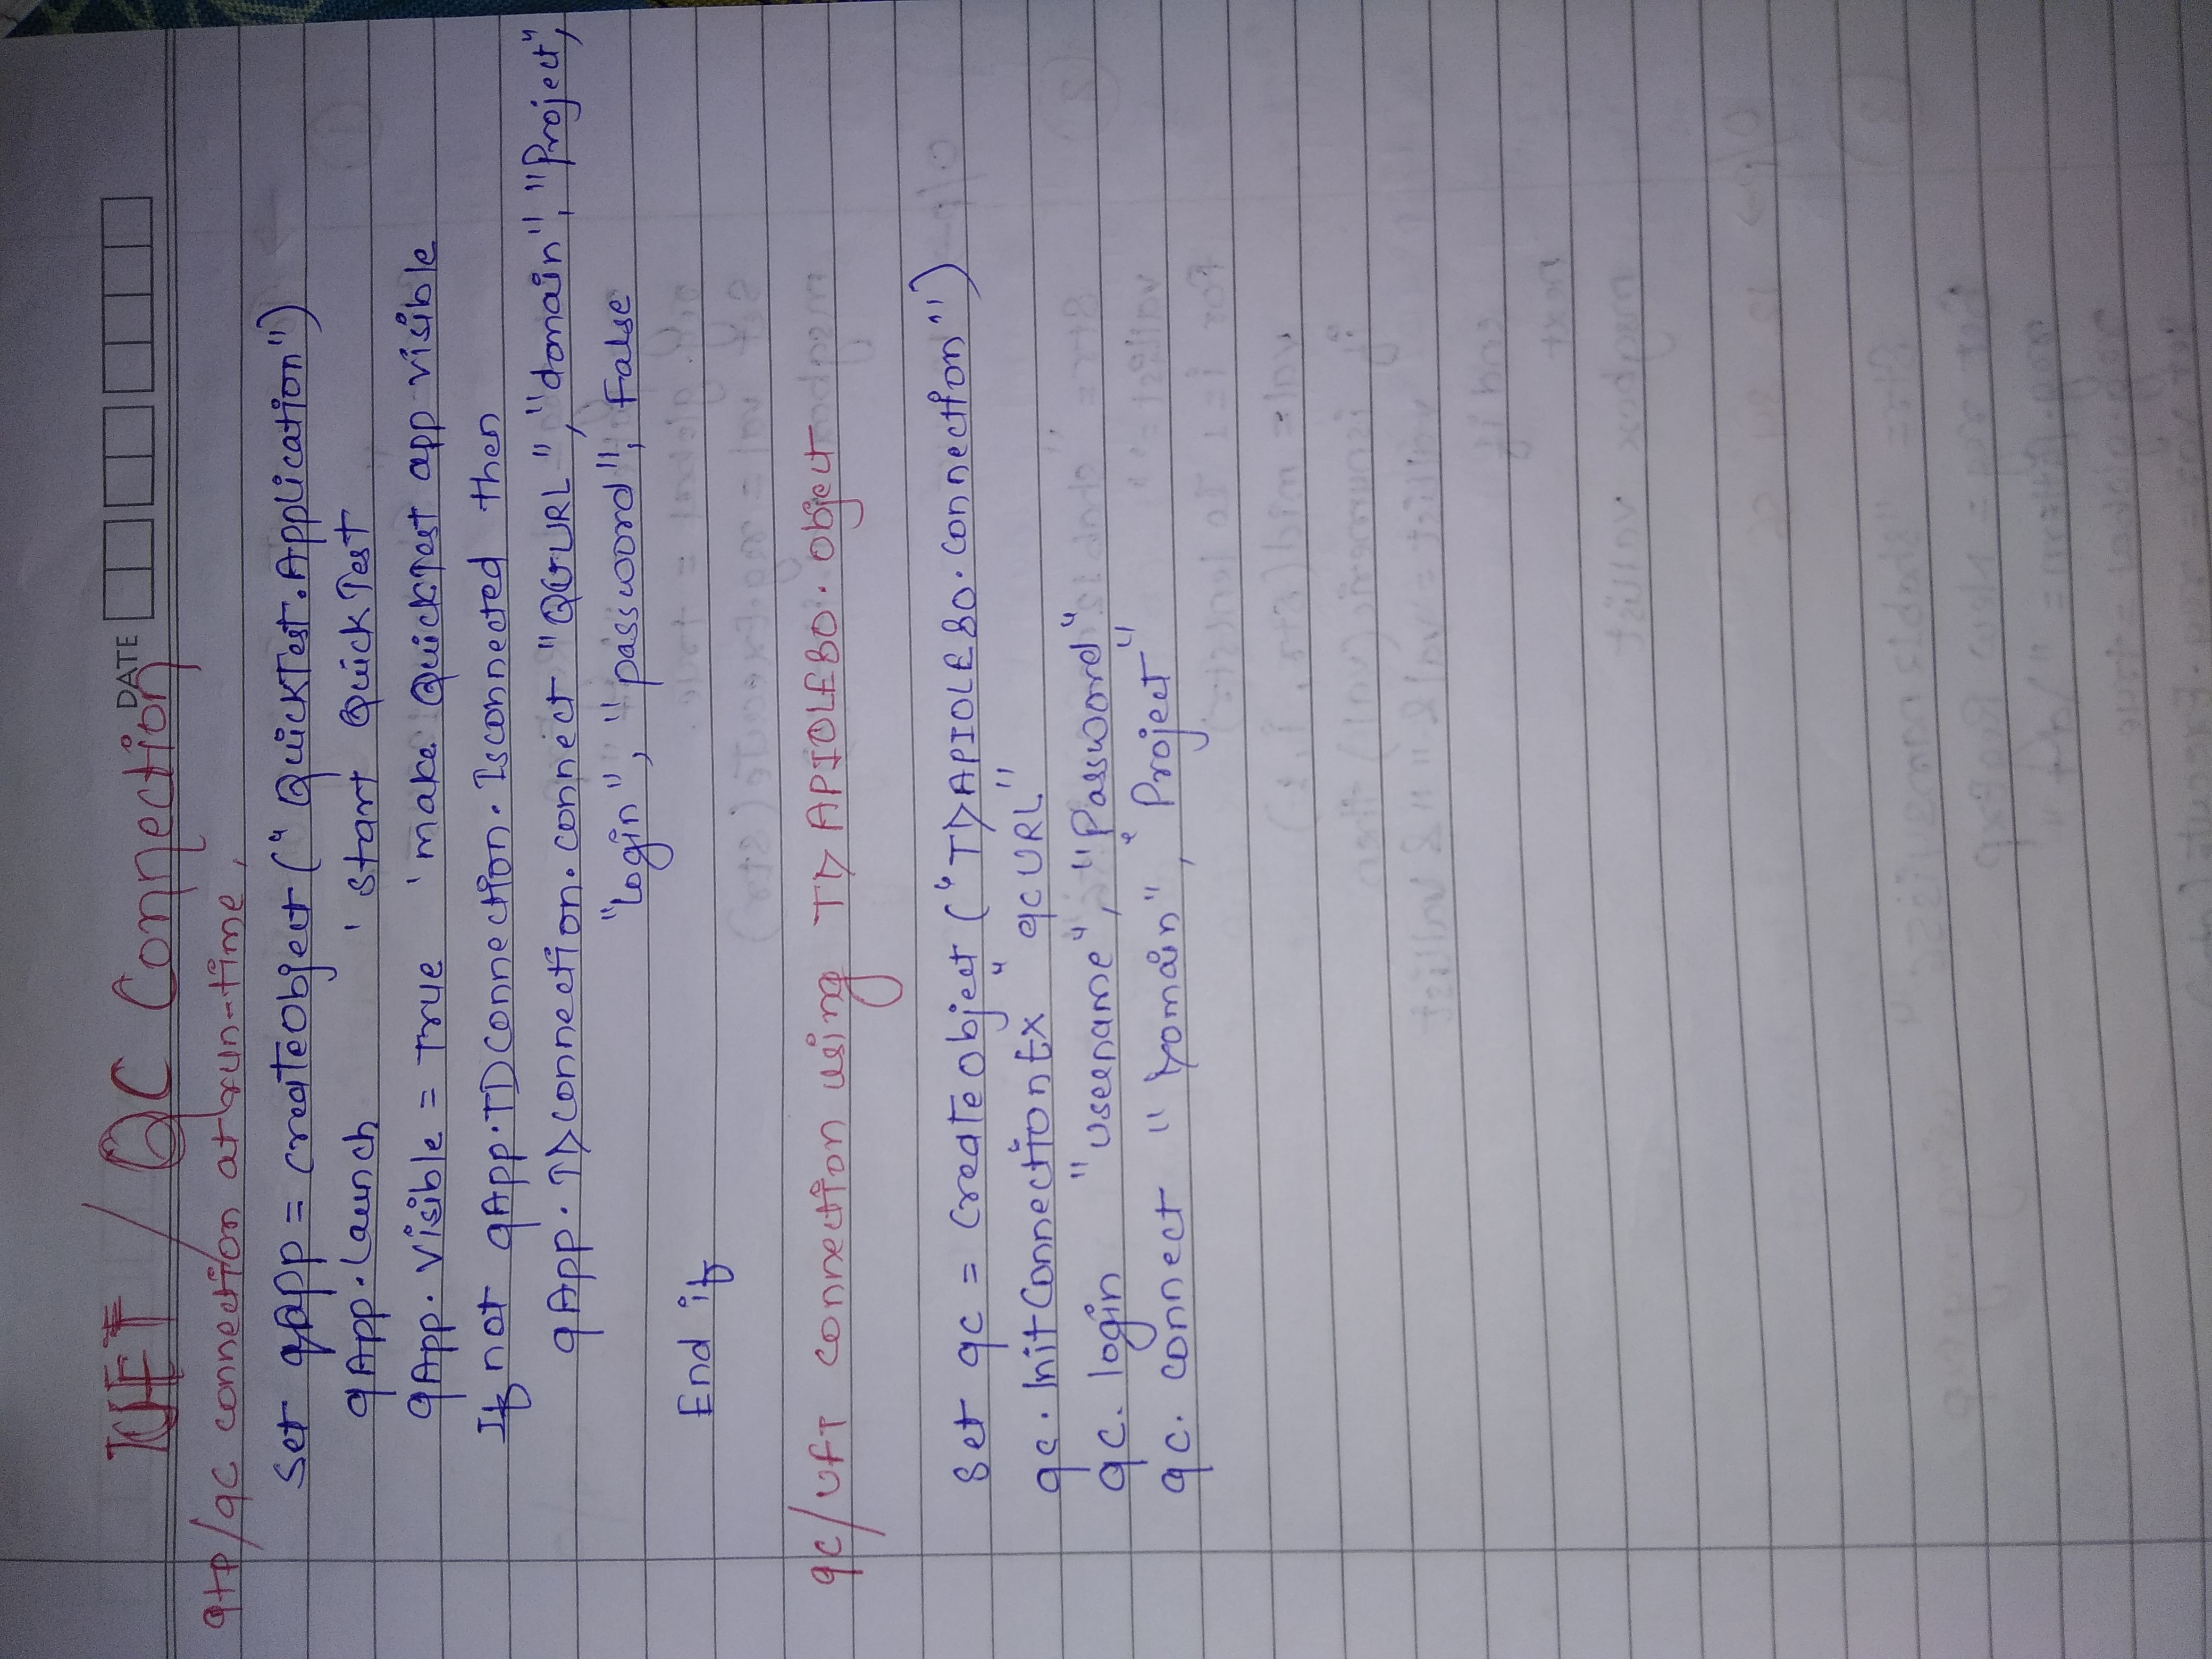 DATE
UFT / QC Connection
qtp/qc connection at run-time,
Set qApp = createobject ("QuickTest.Application")
qApp.Launch ' start QuickTest
qApp.Visible = True 'make QuickTest app visible
If not qApp.TDConnection.Isconnected then
qApp.TDConnection.connect "QCURL", "domain", "Project",
"login", "password", False
End if
qc/UFT connection using TDAPIOLE80.object
Set qc = CreateObject ("TDAPIOLE80.connection")
qc.InitConnectionEx "qcURL"
qc.login "username", "Password"
qc.connect "Domain", "Project"